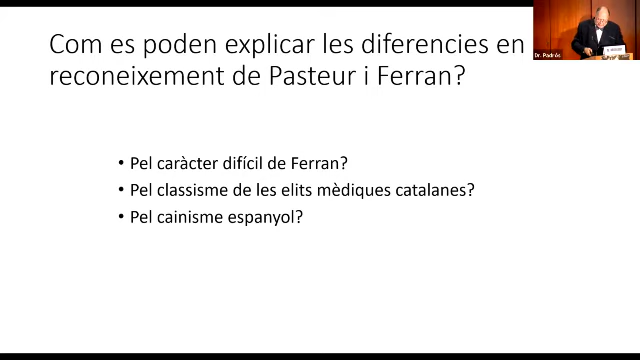 Com es poden explicar les diferencies en
reconeixement de Pasteur i Ferran?
• Pel caràcter difícil de Ferran?
• Pel classisme de les elits mèdiques catalanes?
• Pel cainisme espanyol?
Dr. Padrós